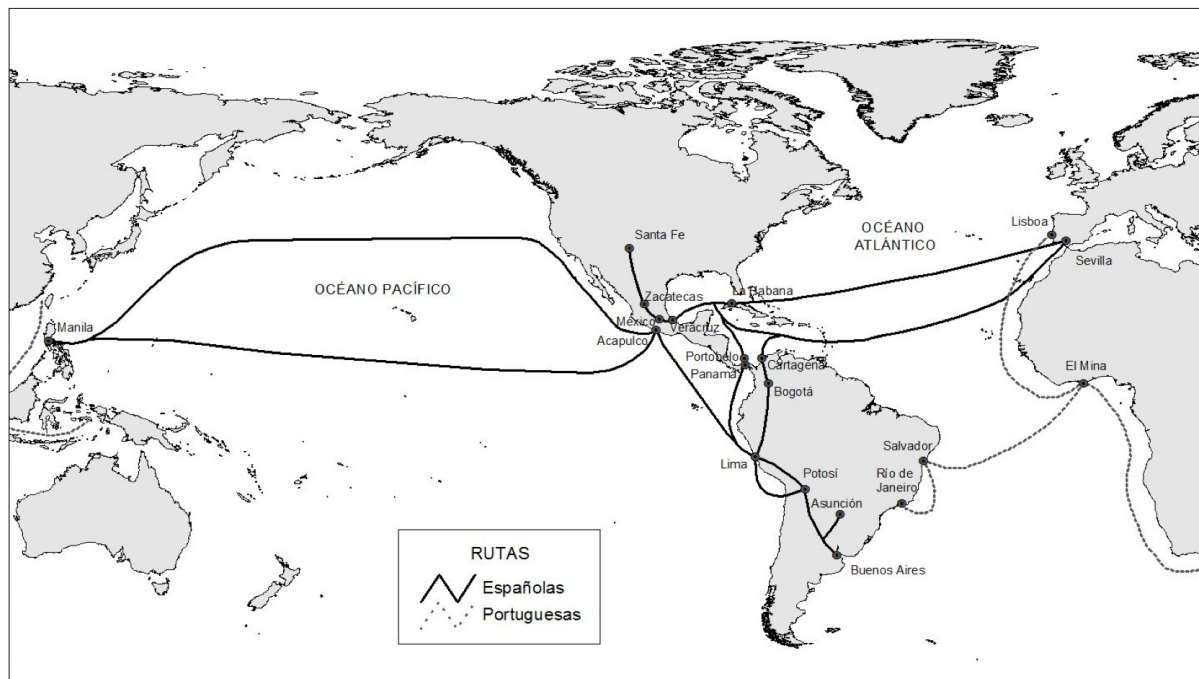 Lisboa
OCÉANO
ATLÁNTICO
Santa Fe
Sevilla
OCÉANO PACÍFICO
La Habana
Zacatecas
Manila
México
Veracruz
Acapulco
Portobelo
Cartagena
Panamá
El Mina
Bogotá
Salvador
Lima
Potosí
Río de
Janeiro
Asunción
RUTAS
Buenos Aires
Españolas
Portuguesas